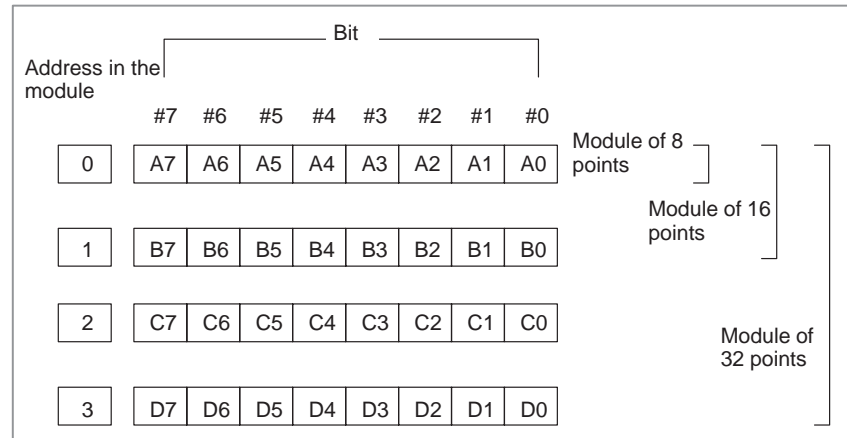 Bit
Address in the
module
#7 #6 #5 #4 #3 #2 #1 #0
Module of 8
points
0 A7 A6 A5 A4 A3 A2 A1 A0
Module of 16
points
1 B7 B6 B5 B4 B3 B2 B1 B0
2 C7 C6 C5 C4 C3 C2 C1 C0
Module of
32 points
3 D7 D6 D5 D4 D3 D2 D1 D0